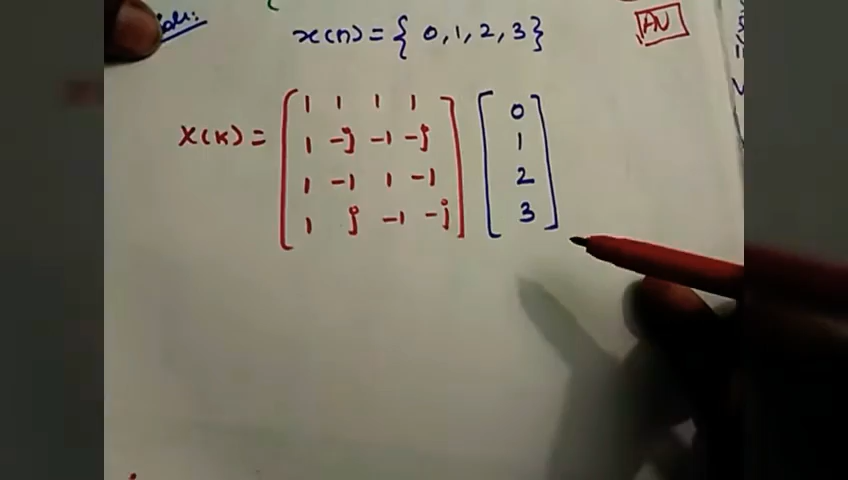 x(n) = { 0, 1, 2, 3 }
AN
X(k) = [ 1 1 1 1 ] [ 0 ]
1 -j -1 -j 1
1 -1 1 -1 2
1 j -1 -j 3